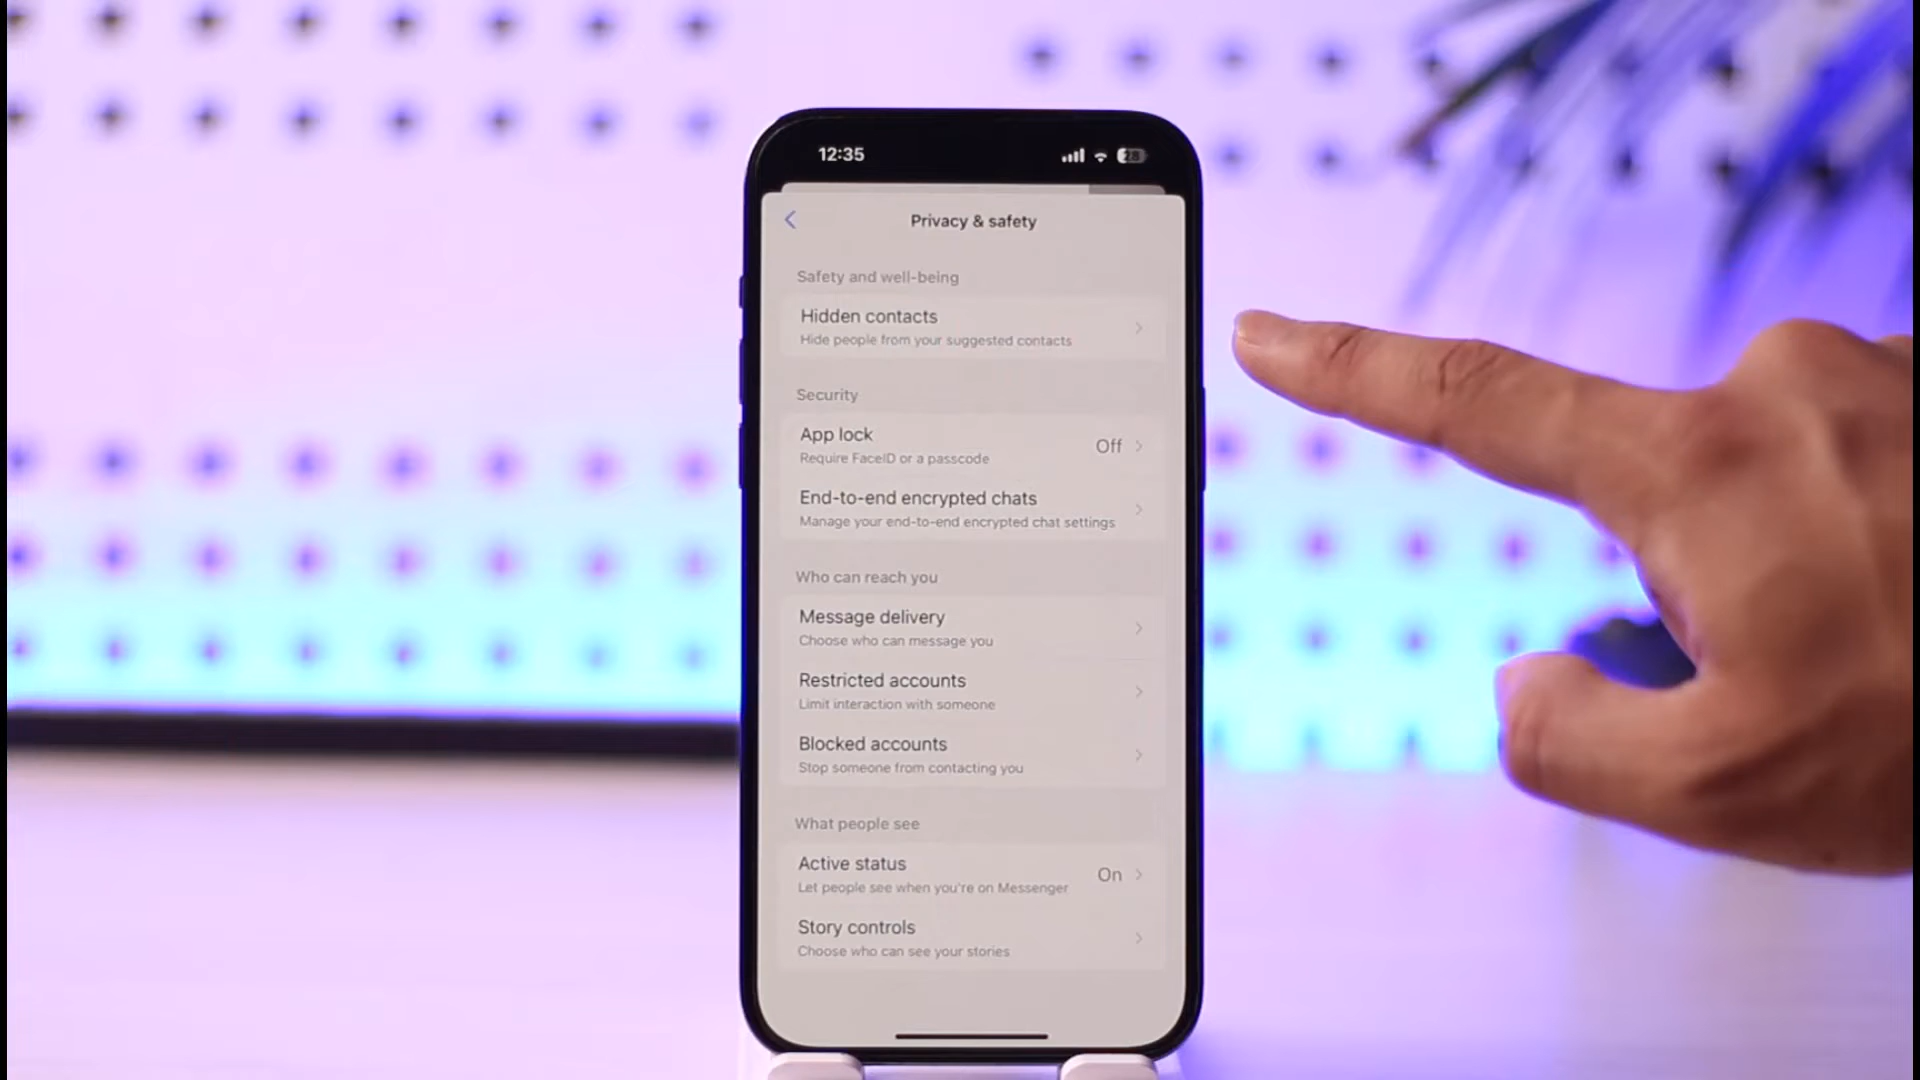 12:35
28
Privacy & safety
Safety and well-being
Hidden contacts
Hide people from your suggested contacts
Security
App lock
Off
Require FaceID or a passcode
End-to-end encrypted chats
Manage your end-to-end encrypted chat settings
Who can reach you
Message delivery
Choose who can message you
Restricted accounts
Limit interaction with someone
Blocked accounts
Stop someone from contacting you
What people see
Active status
On
Let people see when you're on Messenger
Story controls
Choose who can see your stories